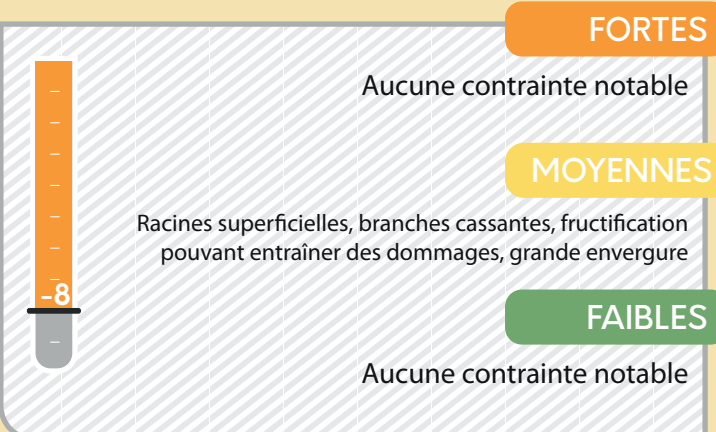 FORTES
Aucune contrainte notable
MOYENNES
Racines superficielles, branches cassantes, fructification
pouvant entraîner des dommages, grande envergure
-8
FAIBLES
Aucune contrainte notable